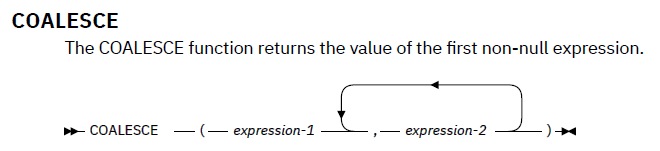 COALESCE
The COALESCE function returns the value of the first non-null expression.
COALESCE ( expression-1 , expression-2 )